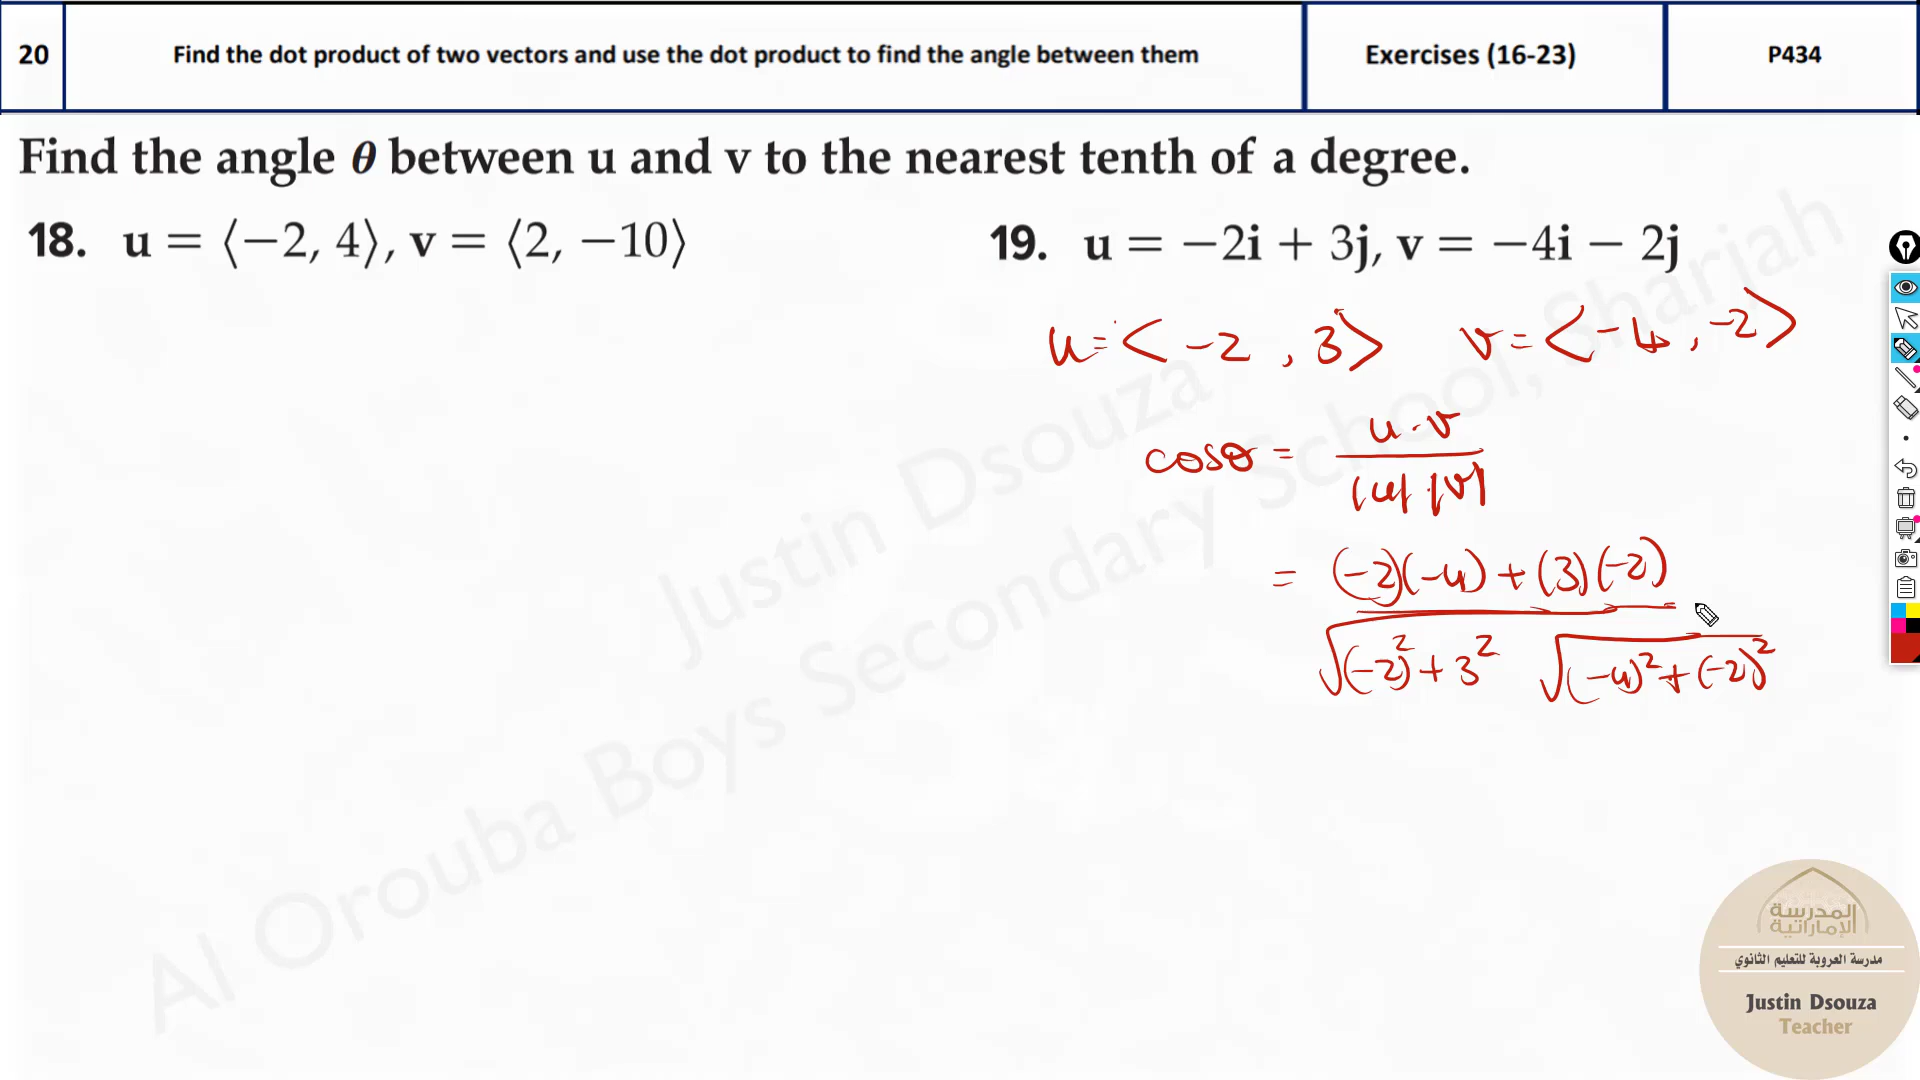 20 Find the dot product of two vectors and use the dot product to find the angle between them Exercises (16-23) P434
Find the angle θ between u and v to the nearest tenth of a degree.
18. u = ⟨−2, 4⟩, v = ⟨2, −10⟩
19. u = −2i + 3j, v = −4i − 2j
u = < -2 , 3 > v = < -4 , -2 >
cosθ = u · v / |u| · |v|
= (-2)(-4) + (3)(-2) / √(-2)² + 3² √(-4)² + (-2)²
Justin Dsouza
Al Orouba Boys Secondary School, Sharjah
المدرسة
الإماراتية
مدرسة العروبة للتعليم الثانوي
Justin Dsouza
Teacher